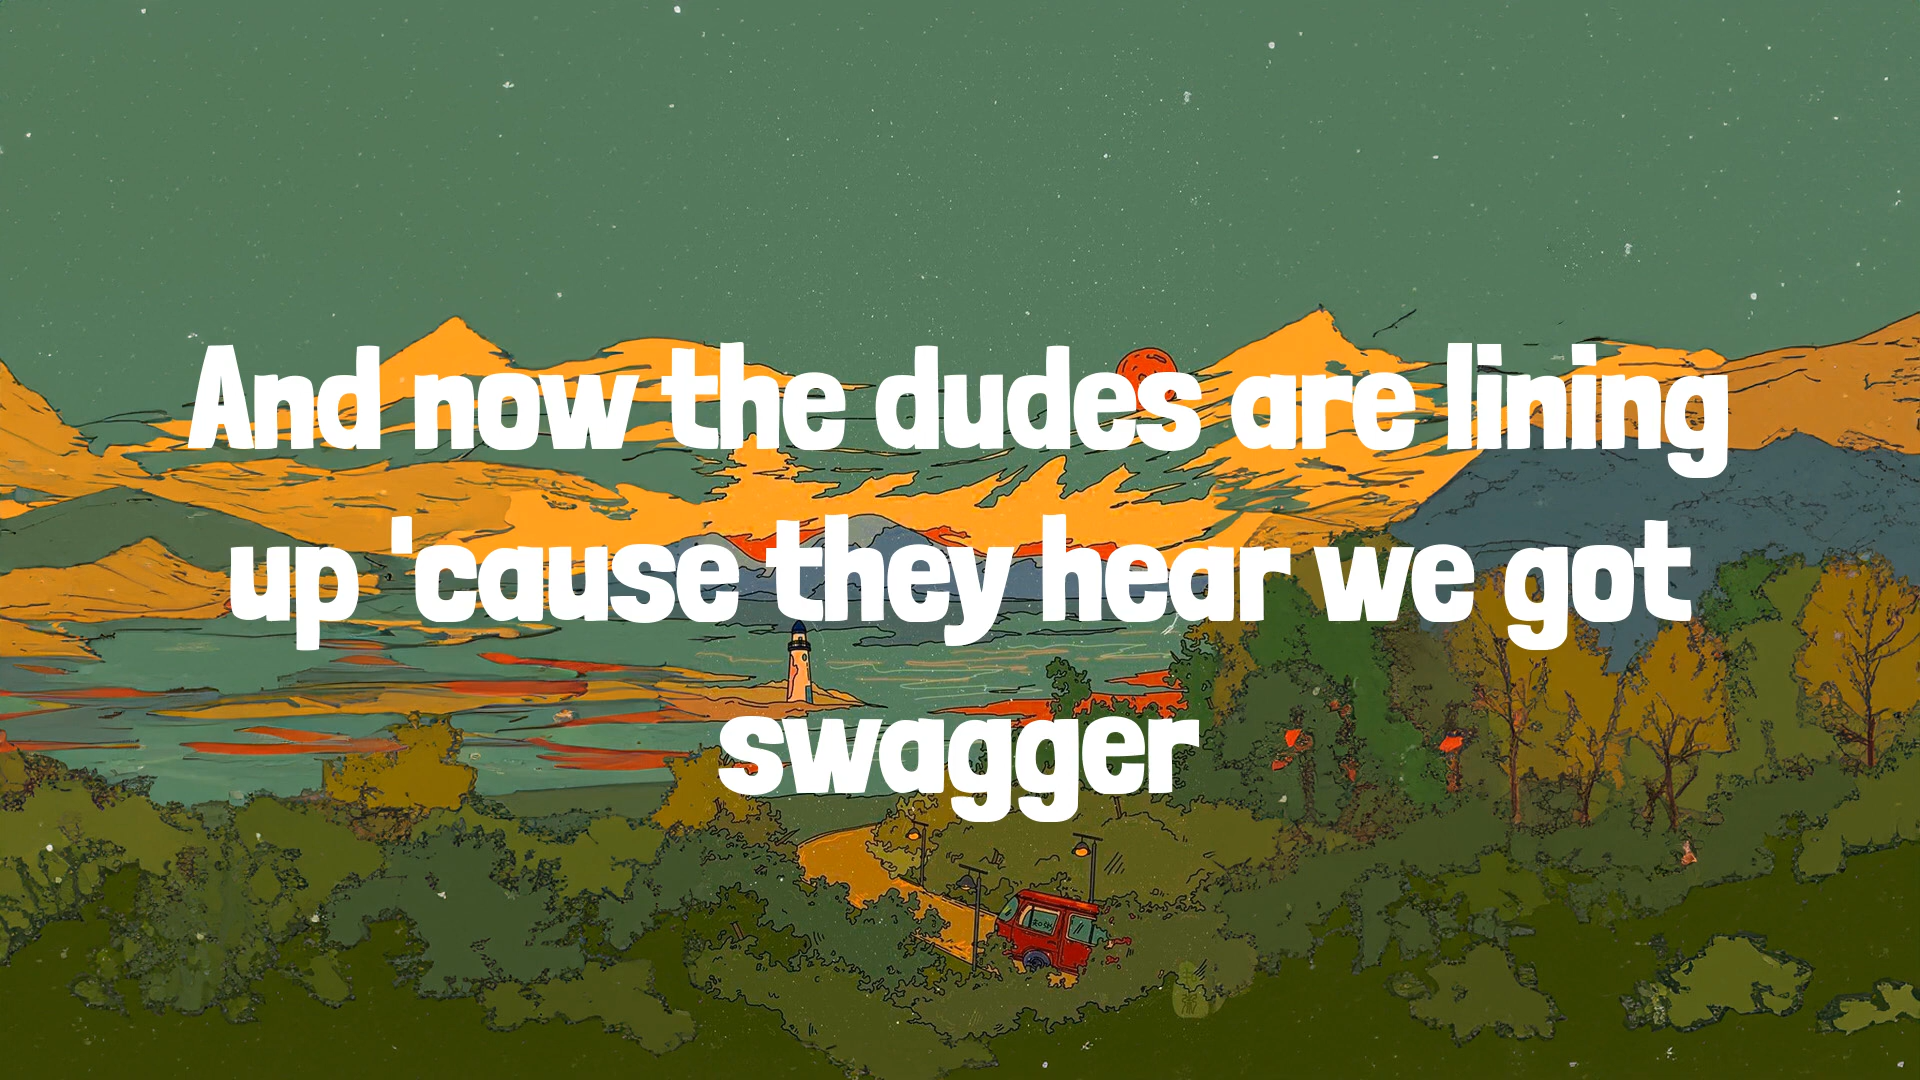 And now the dudes are lining
up 'cause they hear we got
swagger